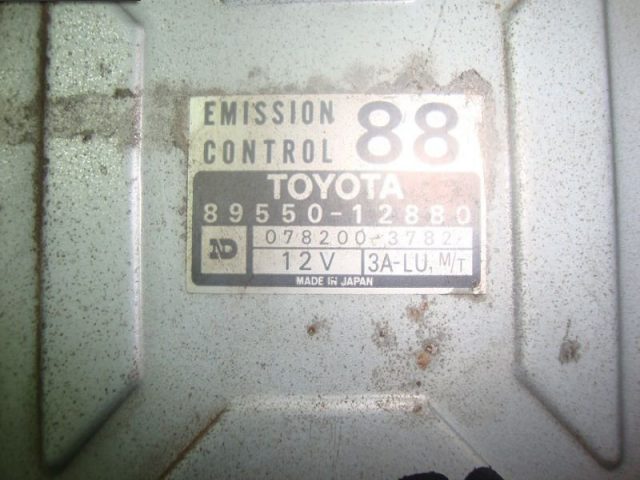 EMISSION
CONTROL 88
TOYOTA
89550-12880
ND 078200-3782
12V 3A-LU, M/T
MADE IN JAPAN